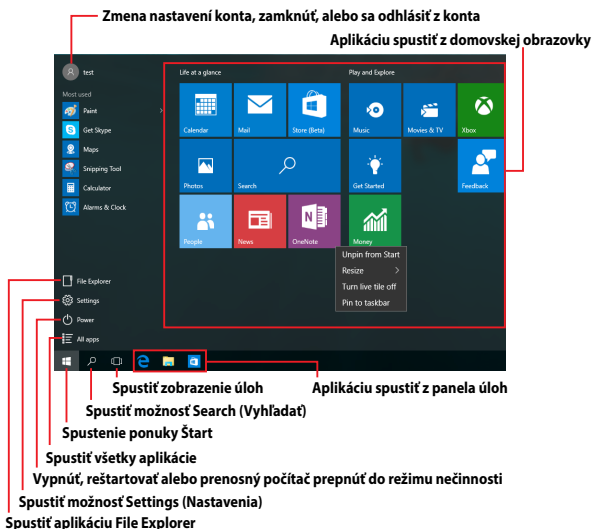 Zmena nastavení konta, zamknúť, alebo sa odhlásiť z konta
Aplikáciu spustiť z domovskej obrazovky
test
Life at a glance
Play and Explore
Most used
Paint
Get Skype
Maps
Snipping Tool
Calculator
Alarms & Clock
Calendar
Mail
Store (Beta)
Music
Movies & TV
Xbox
Photos
Search
Get Started
Feedback
People
News
OneNote
Money
Unpin from Start
Resize
Turn live tile off
Pin to taskbar
File Explorer
Settings
Power
All apps
Spustiť zobrazenie úloh
Aplikáciu spustiť z panela úloh
Spustiť možnosť Search (Vyhľadať)
Spustenie ponuky Štart
Spustiť všetky aplikácie
Vypnúť, reštartovať alebo prenosný počítač prepnúť do režimu nečinnosti
Spustiť možnosť Settings (Nastavenia)
Spustiť aplikáciu File Explorer